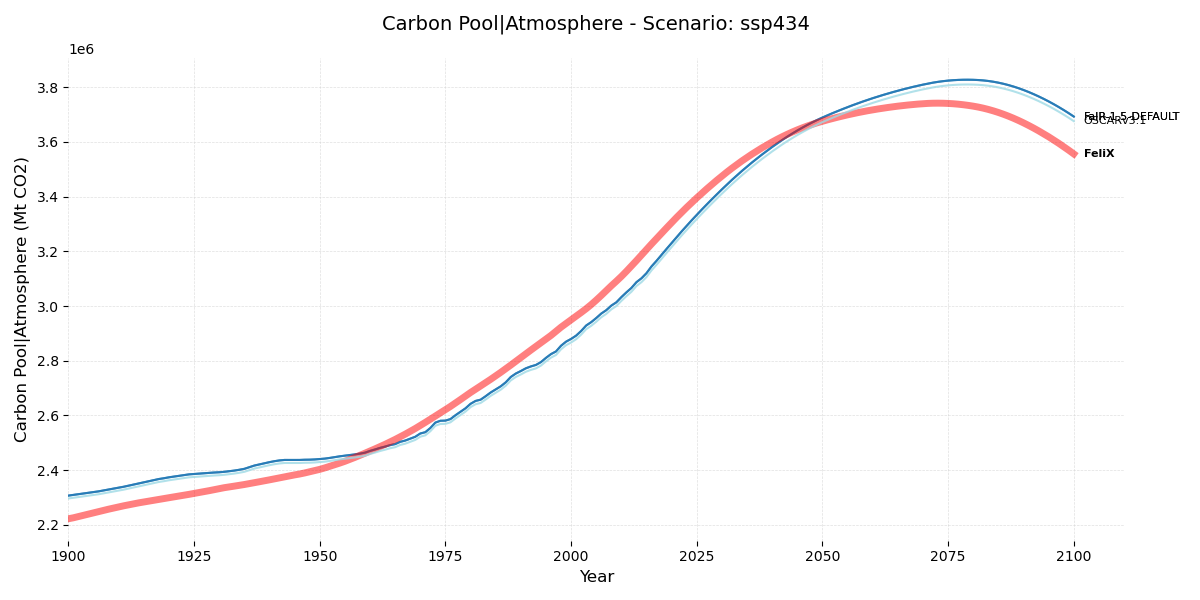 Carbon Pool|Atmosphere - Scenario: ssp434
1e6
3.8
3.6
3.4
3.2
3.0
2.8
2.6
2.4
2.2
Carbon Pool|Atmosphere (Mt CO2)
FaIR-1.5-DEFAULT
OSCARv3.1
FeliX
1900 1925 1950 1975 2000 2025 2050 2075 2100
Year